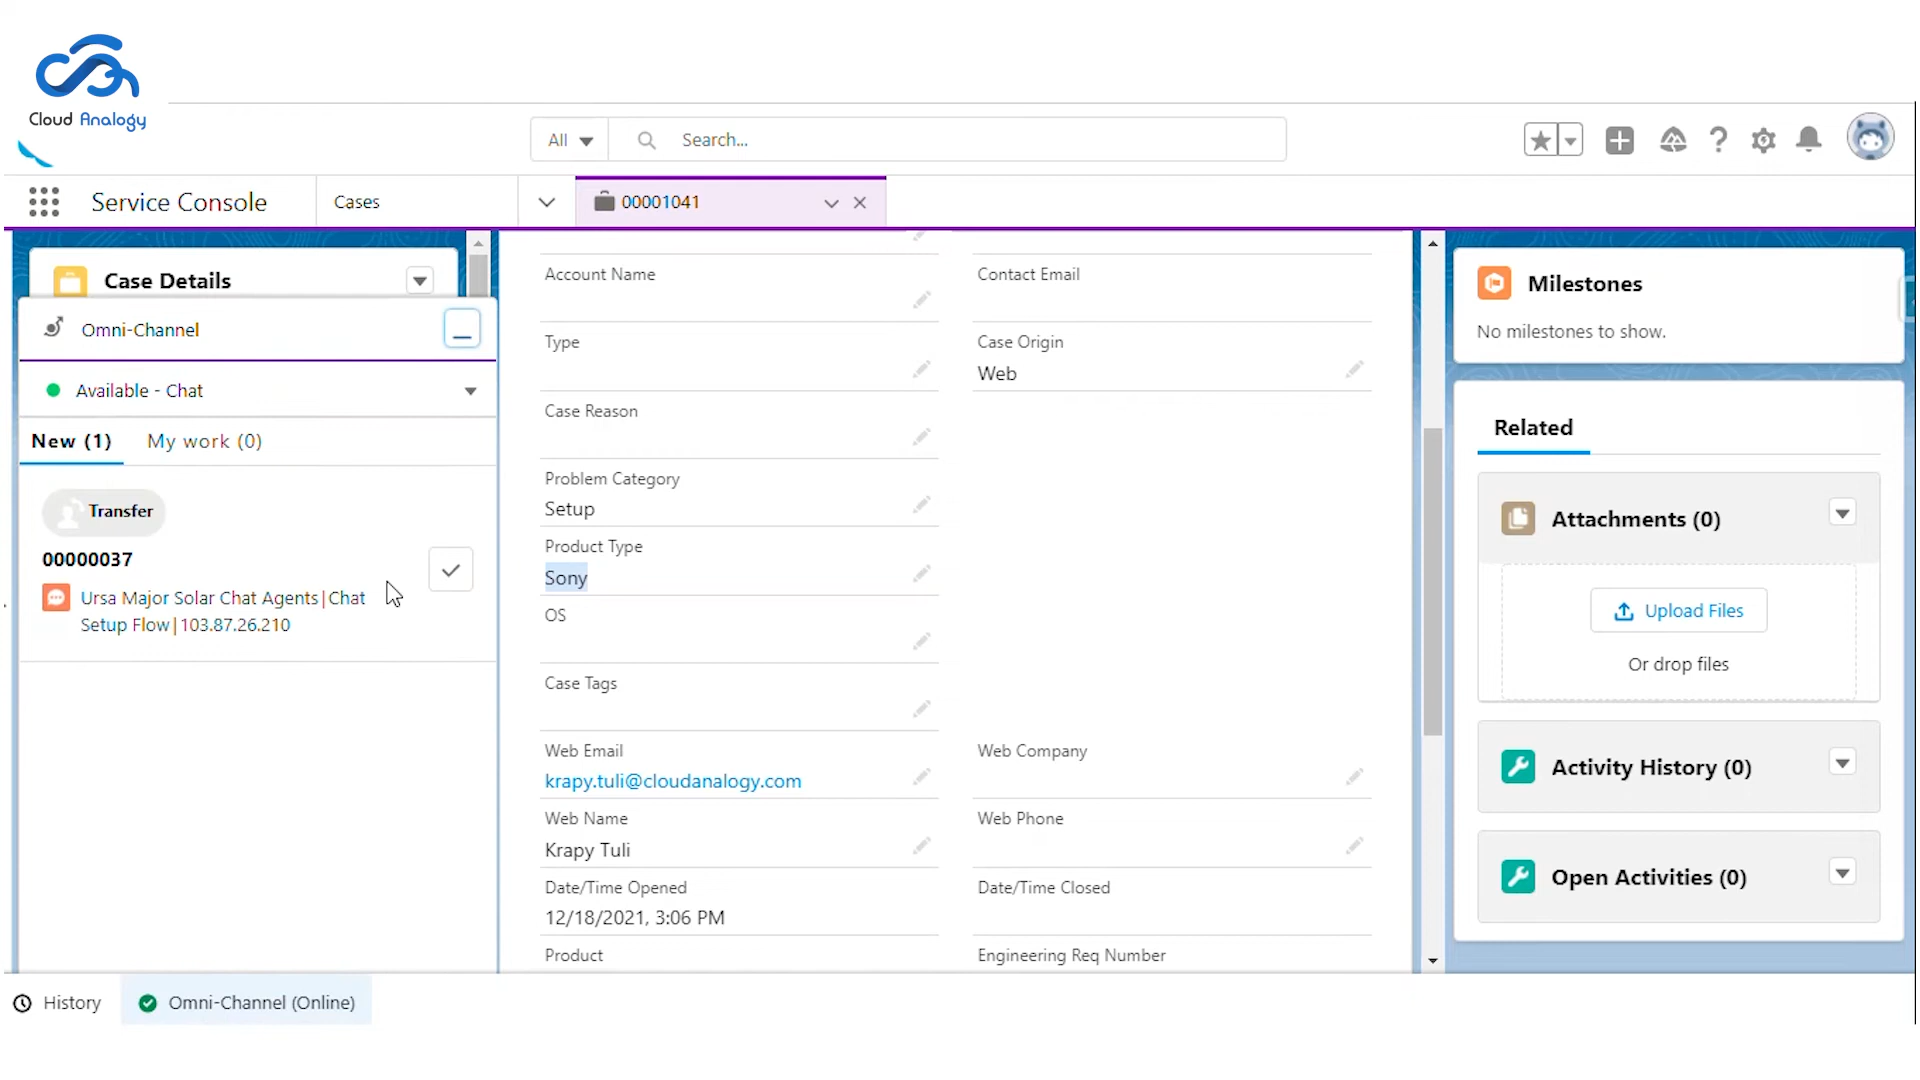 Cloud Analogy
All
Search...
Service Console
Cases
00001041
Case Details
Omni-Channel
Available - Chat
New (1)
My work (0)
Transfer
00000037
Ursa Major Solar Chat Agents|Chat
Setup Flow|103.87.26.210
Account Name
Contact Email
Type
Case Origin
Web
Case Reason
Problem Category
Setup
Product Type
Sony
OS
Case Tags
Web Email
krapy.tuli@cloudanalogy.com
Web Company
Web Name
Krapy Tuli
Web Phone
Date/Time Opened
12/18/2021, 3:06 PM
Date/Time Closed
Product
Engineering Req Number
Milestones
No milestones to show.
Related
Attachments (0)
Upload Files
Or drop files
Activity History (0)
Open Activities (0)
History
Omni-Channel (Online)